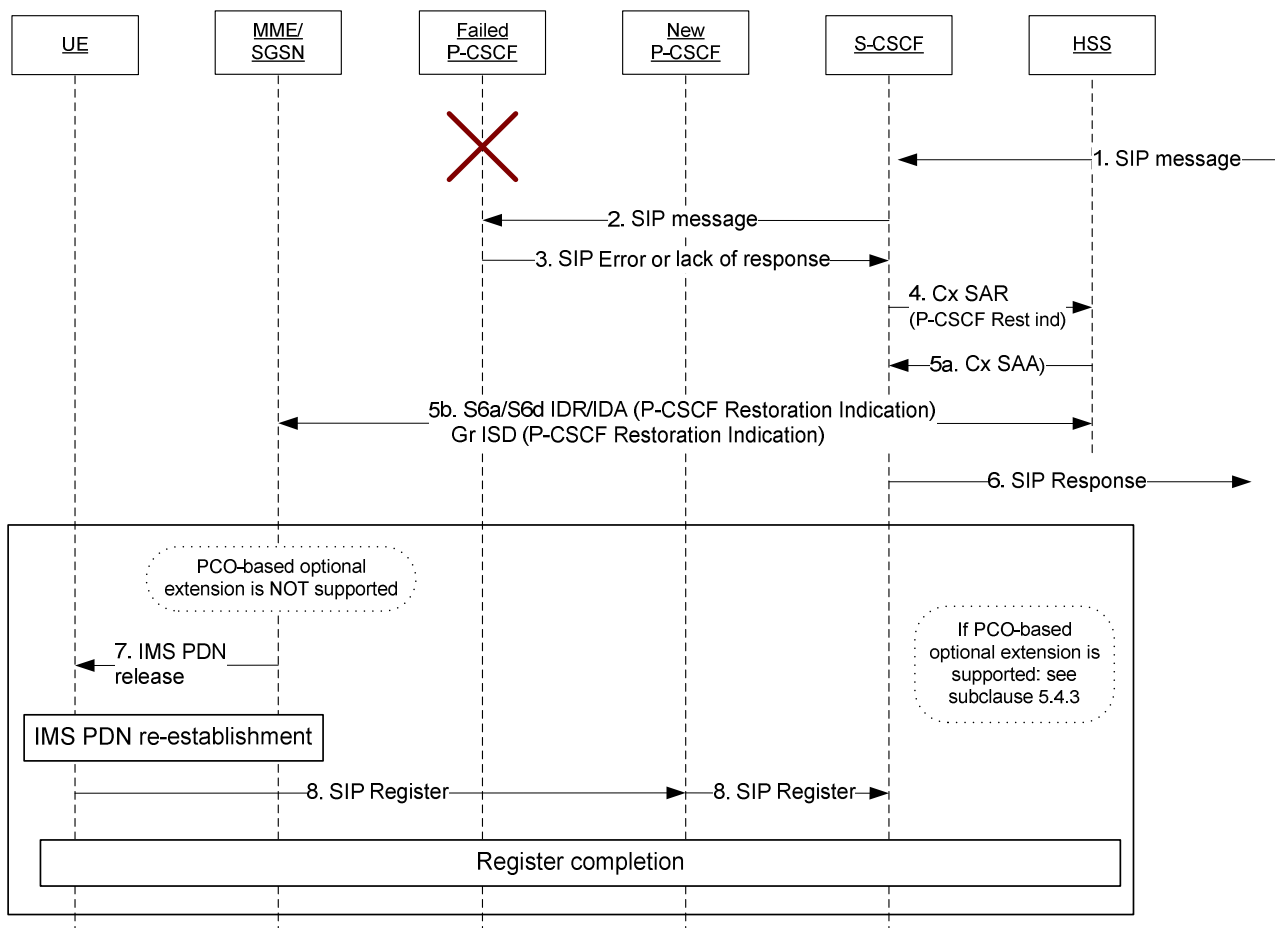 UE
MME/
SGSN
Failed
P-CSCF
New
P-CSCF
S-CSCF
HSS
1. SIP message
2. SIP message
3. SIP Error or lack of response
4. Cx SAR
(P-CSCF Rest ind)
5a. Cx SAA)
5b. S6a/S6d IDR/IDA (P-CSCF Restoration Indication)
Gr ISD (P-CSCF Restoration Indication)
6. SIP Response
PCO-based optional
extension is NOT supported
If PCO-based
optional extension is
supported: see
subclause 5.4.3
7. IMS PDN
release
IMS PDN re-establishment
8. SIP Register
8. SIP Register
Register completion